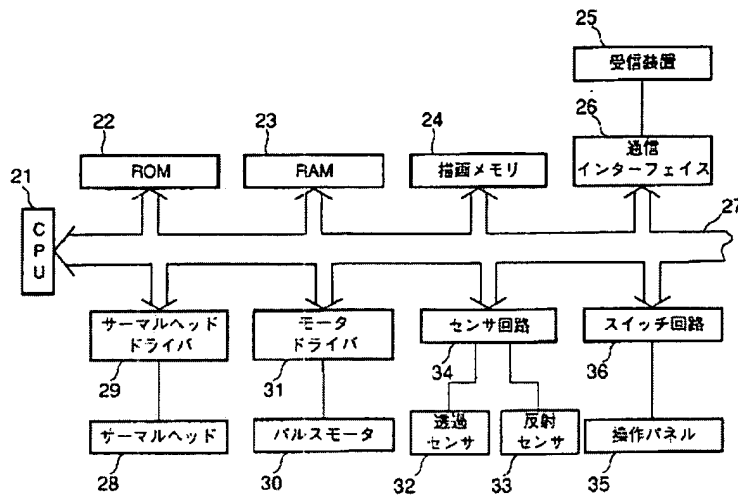 25
受信装置
22
23
24
26
ROM
RAM
描画メモリ
通信
インターフェイス
21
CPU
27
サーマルヘッド
ドライバ
モータ
ドライバ
センサ回路
スイッチ回路
29
31
34
36
サーマルヘッド
パルスモータ
透過
センサ
反射
センサ
操作パネル
28
30
32
33
35